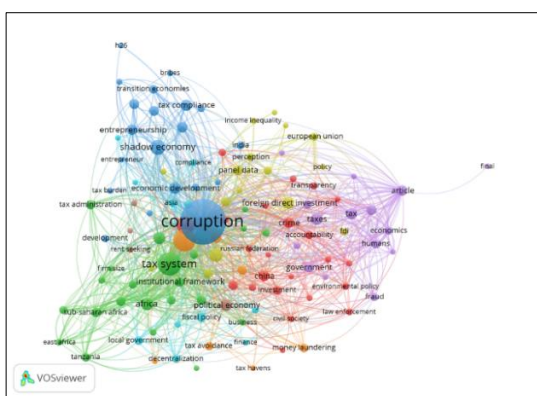 h26
bribes
transition economies
tax compliance
income inequality
entrepreneurship
european union
shadow economy
india
perception
policy
entrepreneur
compliance
panel data
final
transparency
tax burden
economic development
article
asia
foreign direct investment
tax administration
crime
taxes
tax
corruption
fdi
economics
accountability
humans
development
rent seeking
russian federation
tax system
government
firm size
china
institutional framework
investment
environmental policy
africa
political economy
fraud
sub-saharan africa
fiscal policy
law enforcement
business
civil society
east africa
local government
tax avoidance
finance
money laundering
tanzania
decentralization
tax havens
VOSviewer